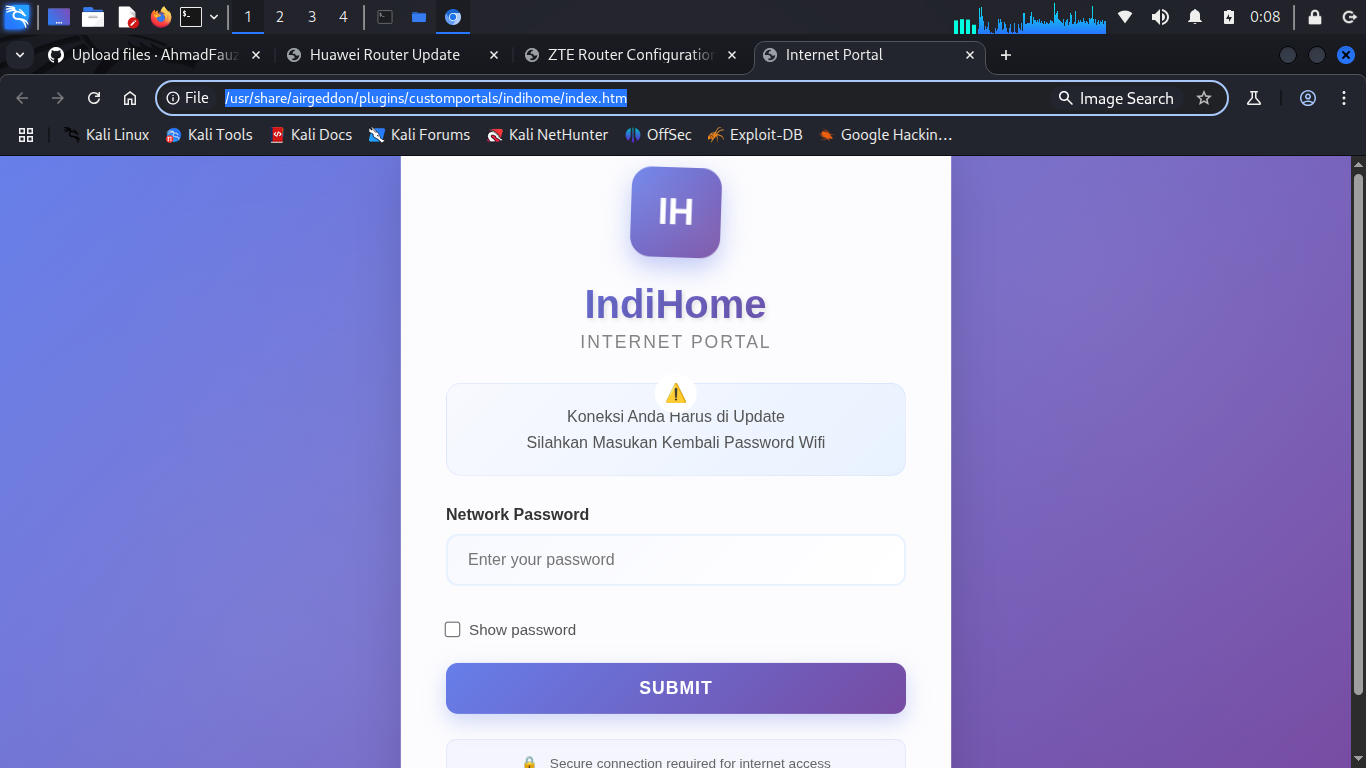 1 2 3 4 0:08
Upload files · AhmadFauz
Huawei Router Update
ZTE Router Configuration
Internet Portal
File /usr/share/airgeddon/plugins/customportals/indihome/index.htm Image Search
Kali Linux Kali Tools Kali Docs Kali Forums Kali NetHunter OffSec Exploit-DB Google Hackin…
IH
IndiHome
INTERNET PORTAL
Koneksi Anda Harus di Update
Silahkan Masukan Kembali Password Wifi
Network Password
Enter your password
Show password
SUBMIT
Secure connection required for internet access